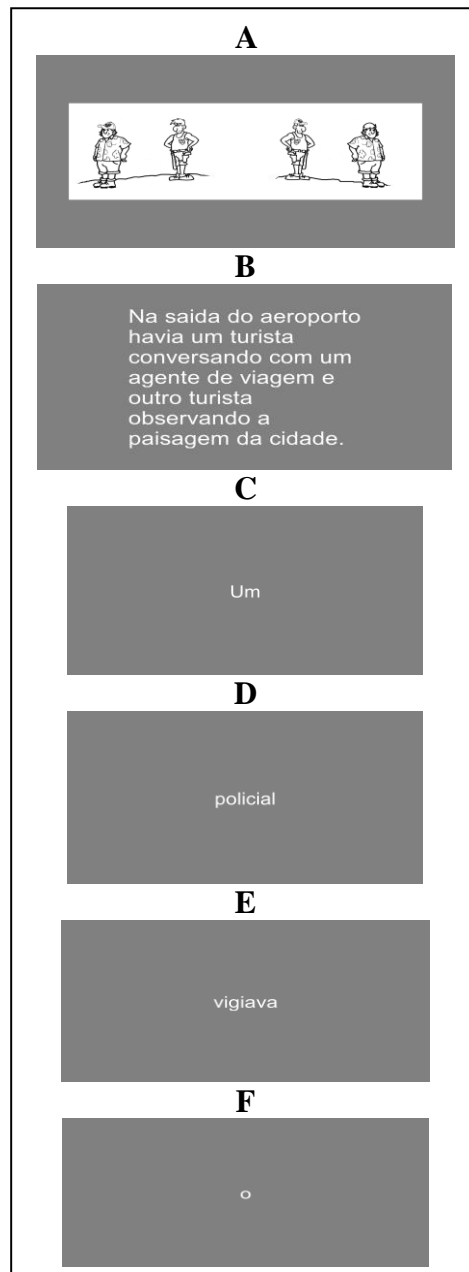 A
B
Na saida do aeroporto
havia um turista
conversando com um
agente de viagem e
outro turista
observando a
paisagem da cidade.
C
Um
D
policial
E
vigiava
F
o